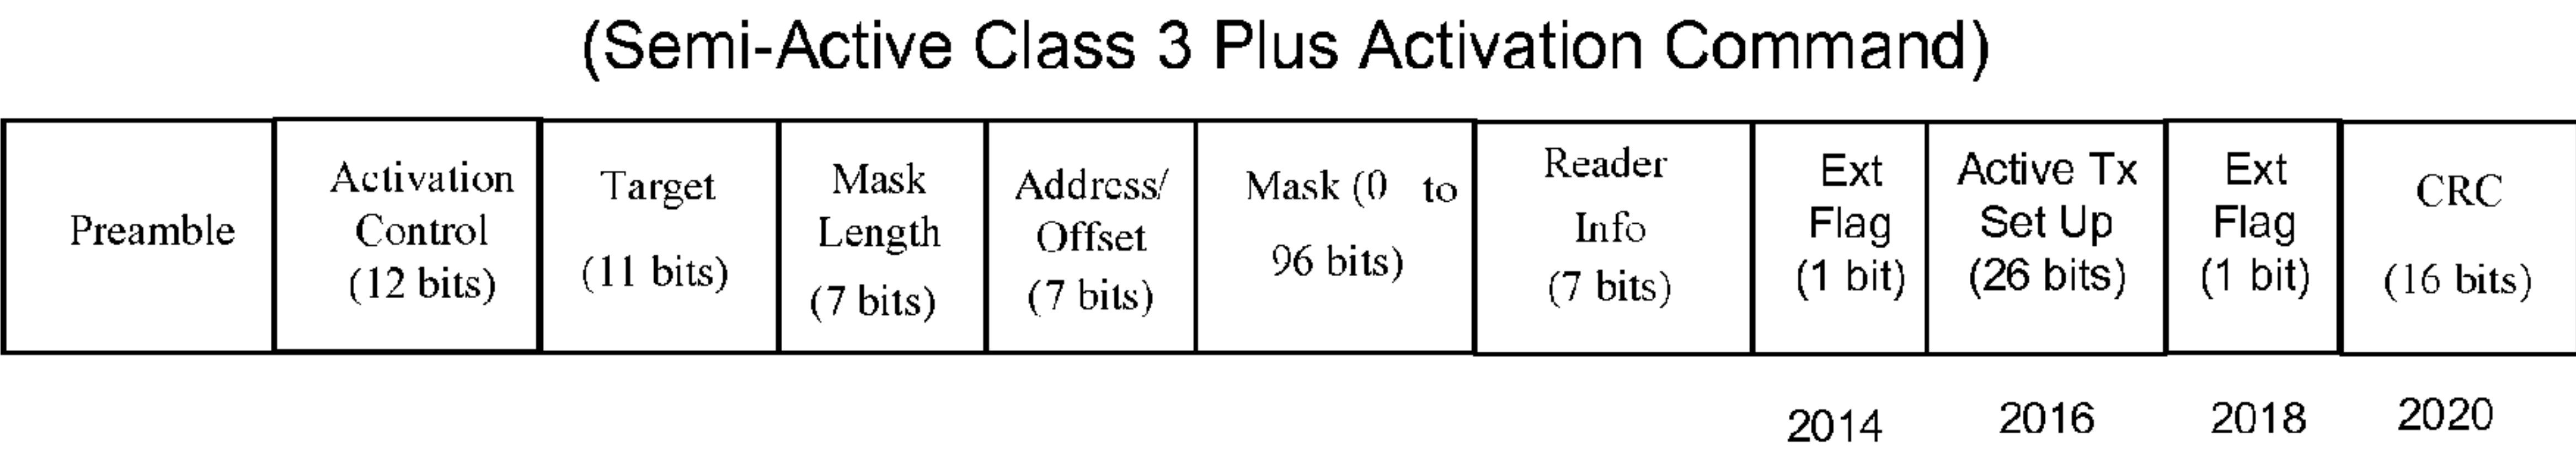 (Semi-Active Class 3 Plus Activation Command)
Preamble
Activation
Control
(12 bits)
Target
(11 bits)
Mask
Length
(7 bits)
Address/
Offset
(7 bits)
Mask (0 to
96 bits)
Reader
Info
(7 bits)
Ext
Flag
(1 bit)
Active Tx
Set Up
(26 bits)
Ext
Flag
(1 bit)
CRC
(16 bits)
2014
2016
2018
2020